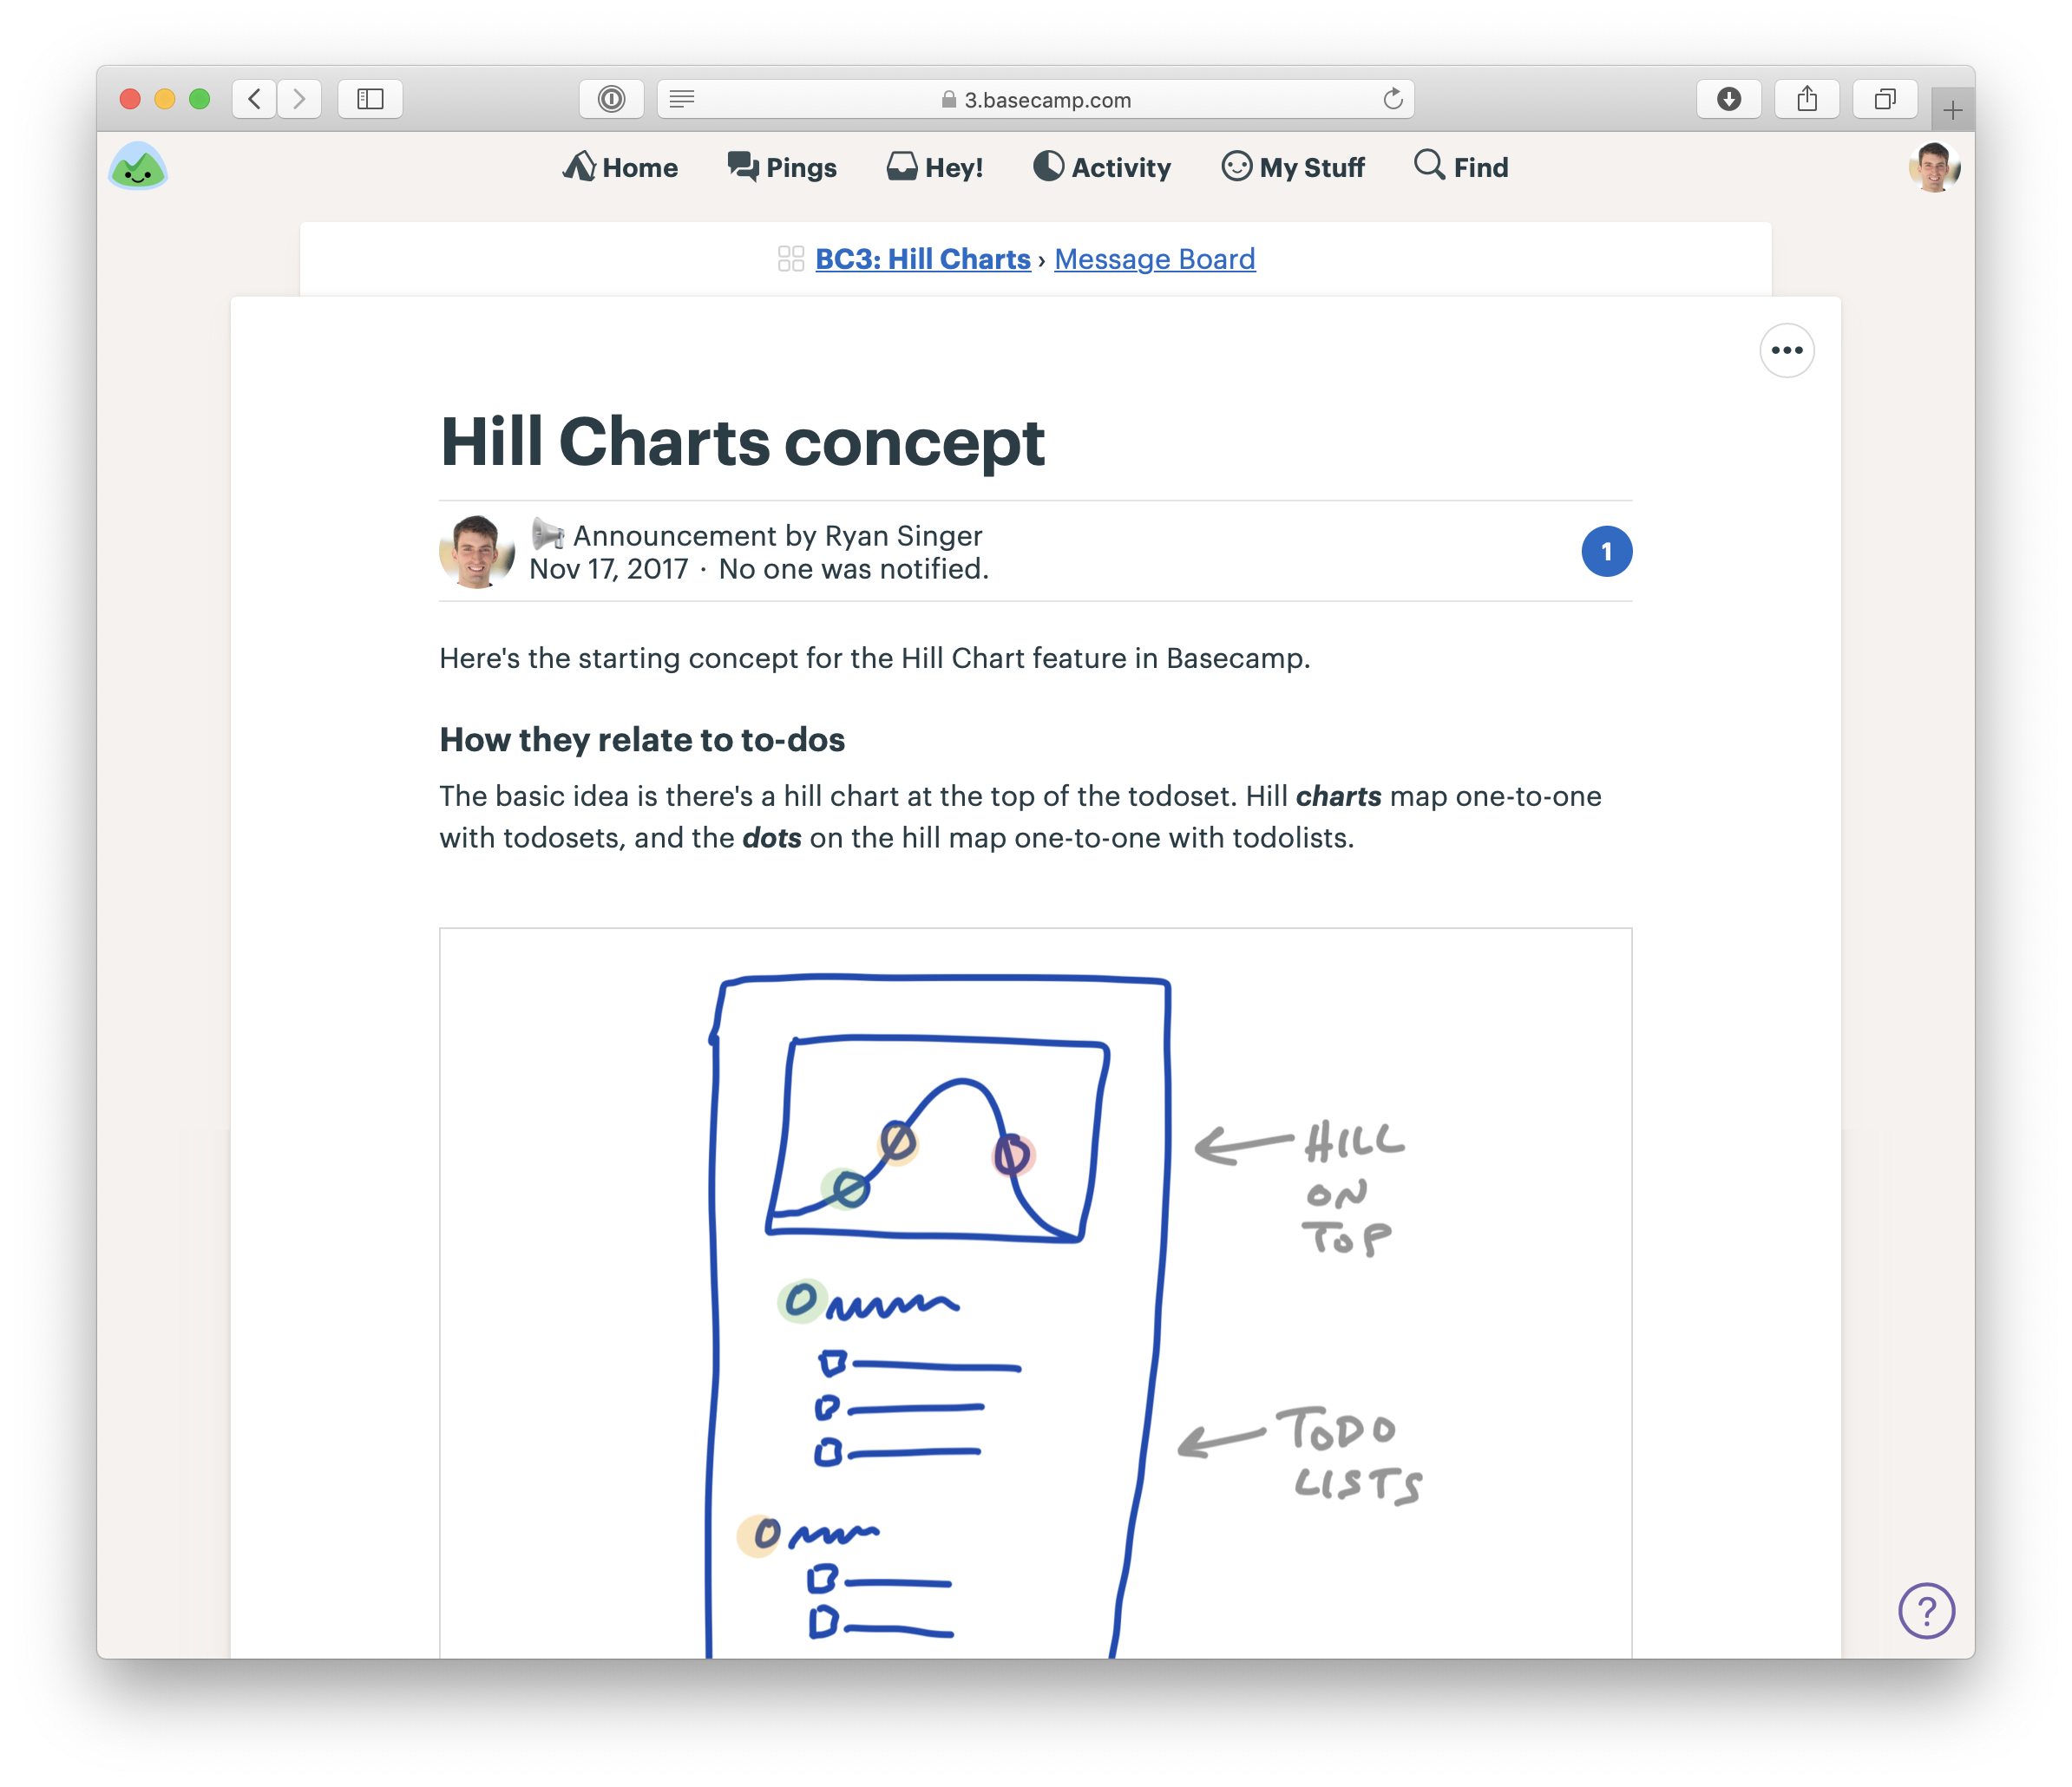 3.basecamp.com
Home Pings Hey! Activity My Stuff Find
BC3: Hill Charts › Message Board
Hill Charts concept
Announcement by Ryan Singer
Nov 17, 2017 · No one was notified.
1
Here's the starting concept for the Hill Chart feature in Basecamp.
How they relate to to-dos
The basic idea is there's a hill chart at the top of the todoset. Hill charts map one-to-one
with todosets, and the dots on the hill map one-to-one with todolists.
HILL
ON
TOP
TODO
LISTS
?